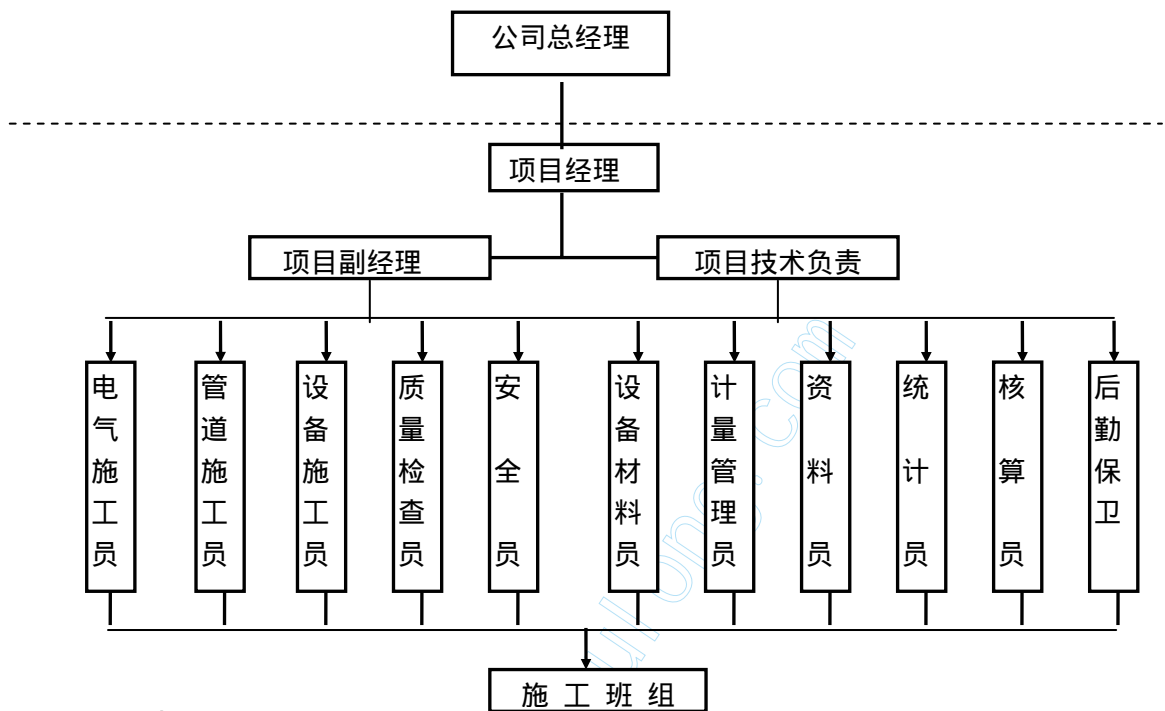 公司总经理
项目经理
项目副经理
项目技术负责
电气施工员
管道施工员
设备施工员
质量检查员
安全员
设备材料员
计量管理员
资料员
统计员
核算员
后勤保卫
施工班组